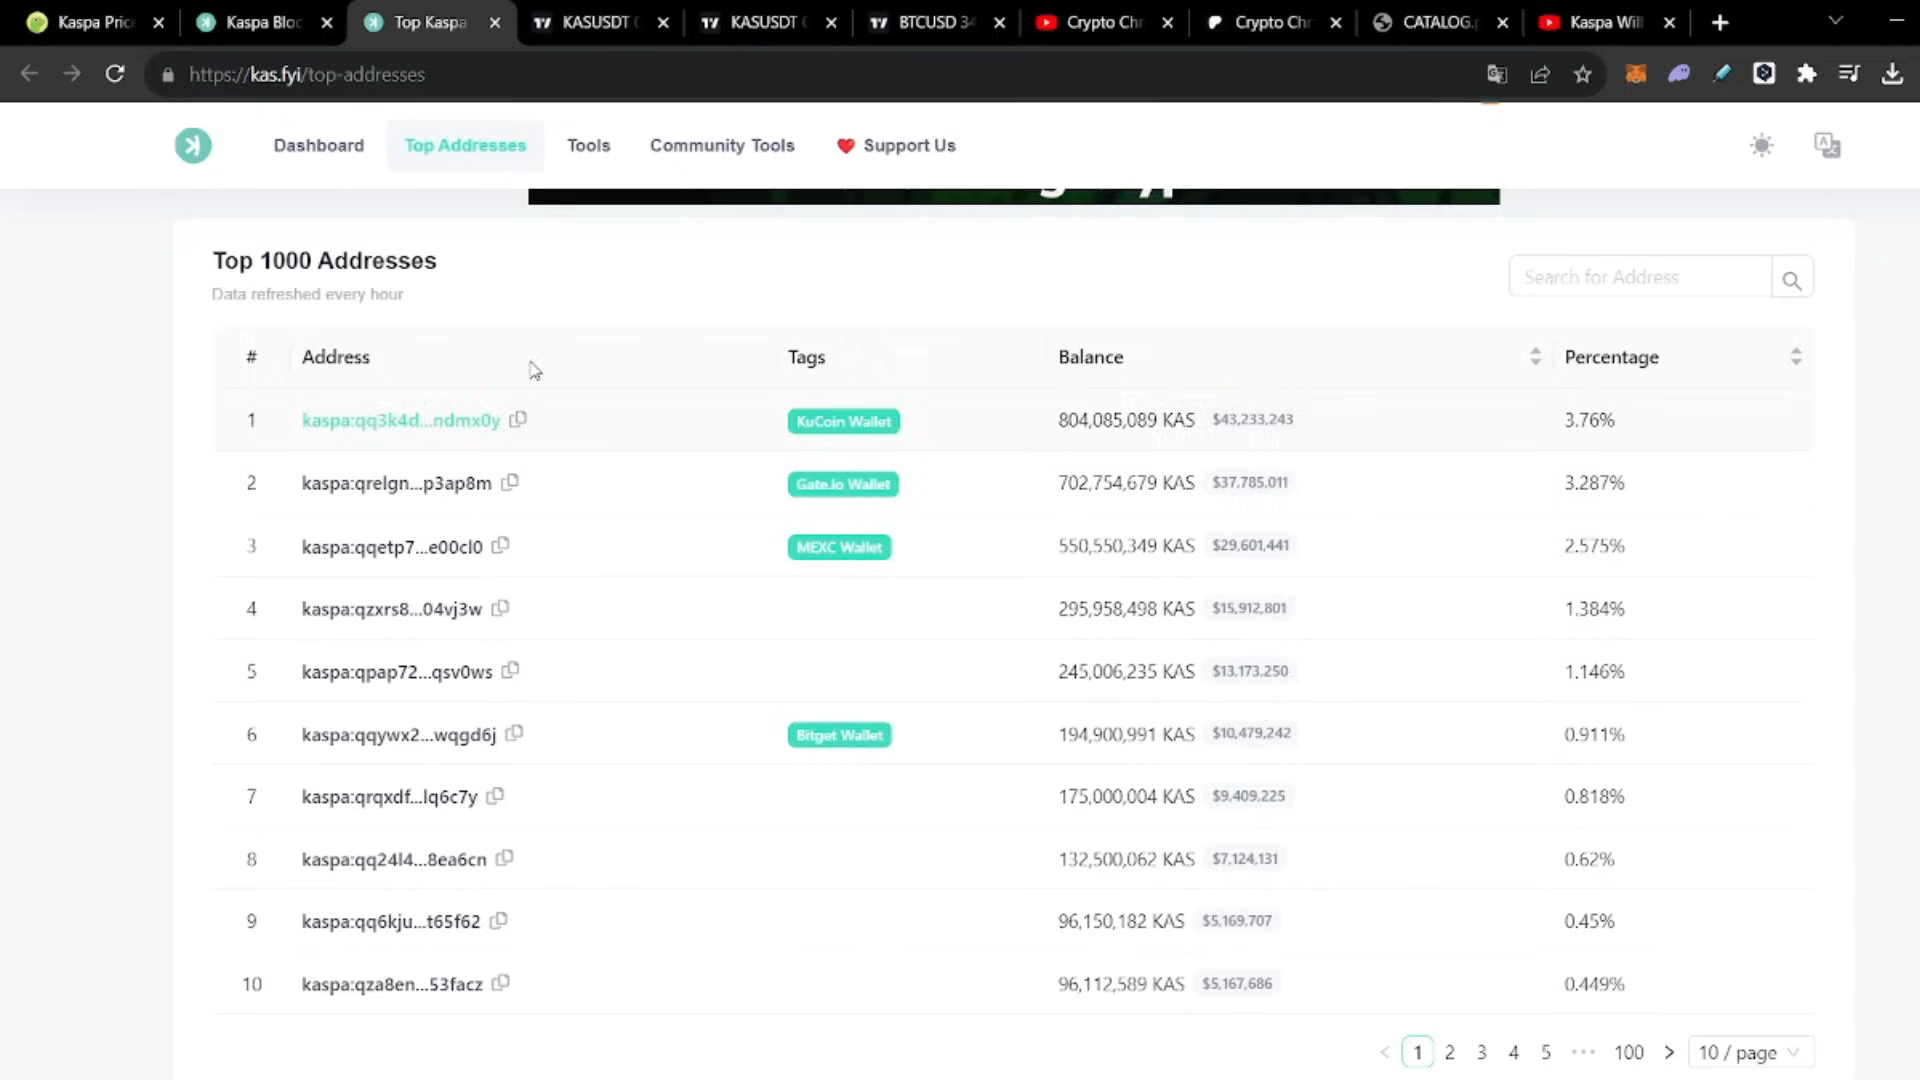 Kaspa Pric
Kaspa Bloc
Top Kaspa
KASUSDT
KASUSDT
BTCUSD 34
Crypto Chr
Crypto Chr
CATALOG.
Kaspa Will
https://kas.fyi/top-addresses
Dashboard
Top Addresses
Tools
Community Tools
Support Us
Top 1000 Addresses
Data refreshed every hour
Search for Address
# Address Tags Balance Percentage
1 kaspa:qq3k4d...ndmx0y KuCoin Wallet 804,085,089 KAS $43,233,243 3.76%
2 kaspa:qrelgn...p3ap8m Gate.io Wallet 702,754,679 KAS $37,785,011 3.287%
3 kaspa:qqetp7...e00cl0 MEXC Wallet 550,550,349 KAS $29,601,441 2.575%
4 kaspa:qzxrs8...04vj3w 295,958,498 KAS $15,912,801 1.384%
5 kaspa:qpap72...qsv0ws 245,006,235 KAS $13,173,250 1.146%
6 kaspa:qqywx2...wqgd6j Bitget Wallet 194,900,991 KAS $10,479,242 0.911%
7 kaspa:qrqxdf...lq6c7y 175,000,004 KAS $9,409,225 0.818%
8 kaspa:qq24l4...8ea6cn 132,500,062 KAS $7,124,131 0.62%
9 kaspa:qq6kju...t65f62 96,150,182 KAS $5,169,707 0.45%
10 kaspa:qza8en...53facz 96,112,589 KAS $5,167,686 0.449%
< 1 2 3 4 5 ••• 100 > 10 / page